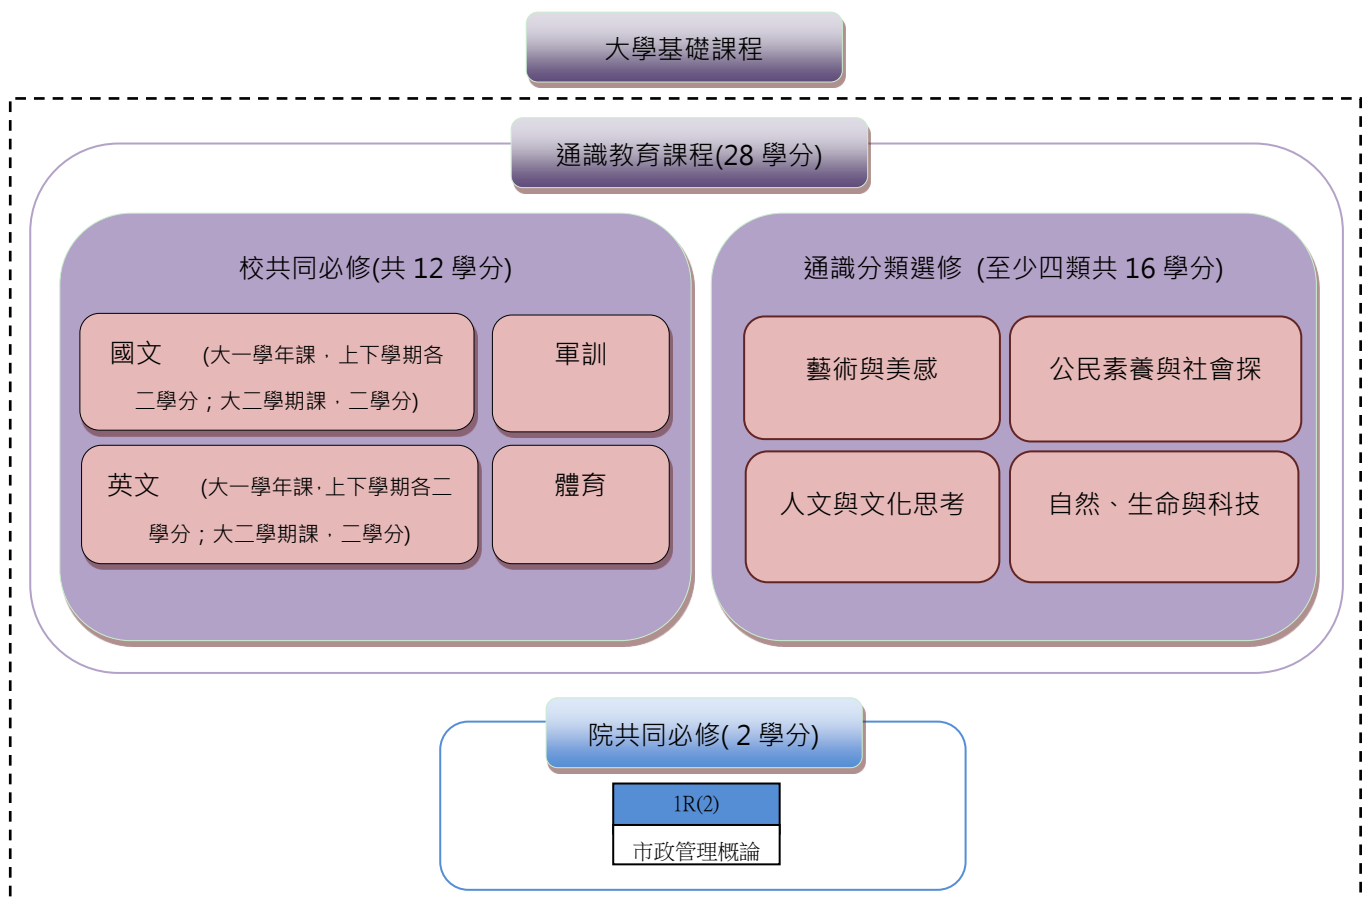 大學基礎課程
通識教育課程(28 學分)
校共同必修(共 12 學分)
國文 (大一學年課，上下學期各
二學分；大二學期課，二學分)
軍訓
英文 (大一學年課，上下學期各二
學分；大二學期課，二學分)
體育
通識分類選修 (至少四類共 16 學分)
藝術與美感
公民素養與社會探
人文與文化思考
自然、生命與科技
院共同必修( 2 學分)
1R(2)
市政管理概論